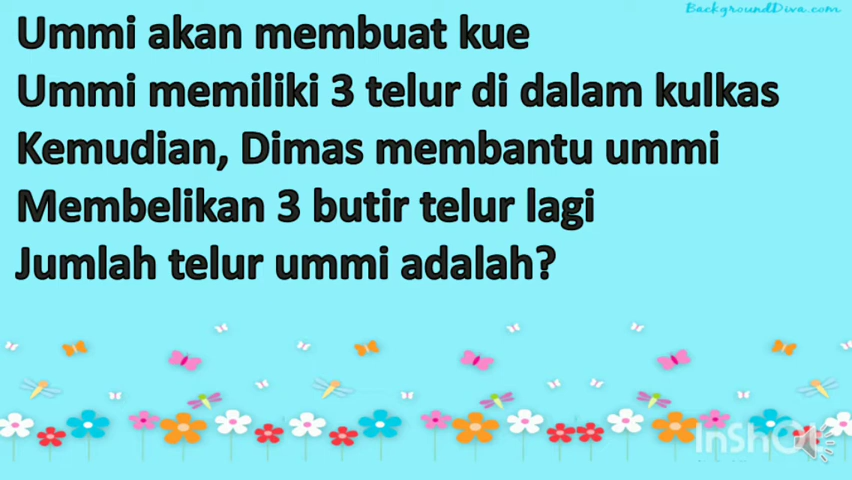 BackgroundDiva.com
Ummi akan membuat kue
Ummi memiliki 3 telur di dalam kulkas
Kemudian, Dimas membantu ummi
Membelikan 3 butir telur lagi
Jumlah telur ummi adalah?
InShOt